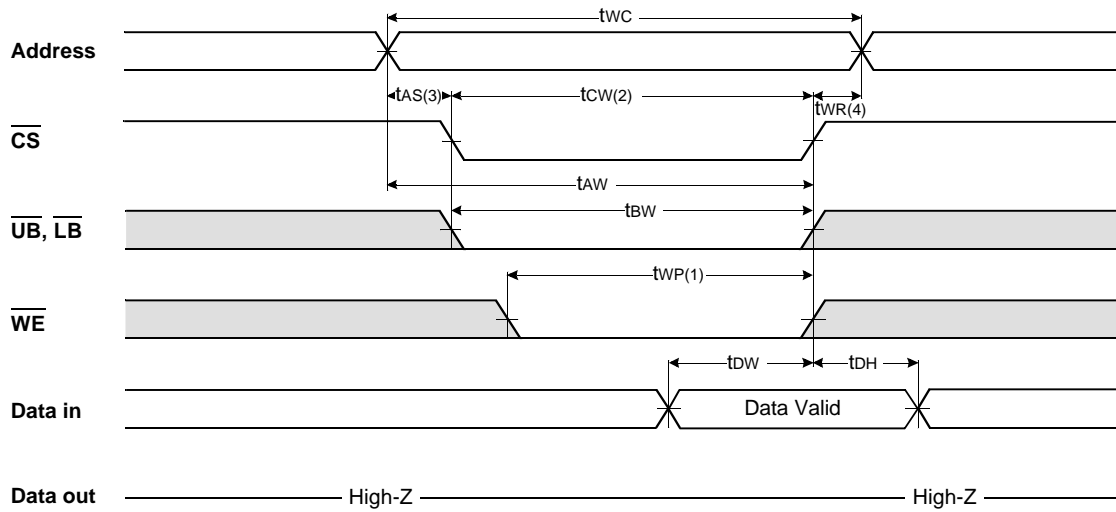 tWC
Address
tAS(3) tCW(2) tWR(4)
CS
tAW
UB, LB
tBW
WE
tWP(1)
tDW tDH
Data in Data Valid
Data out High-Z High-Z